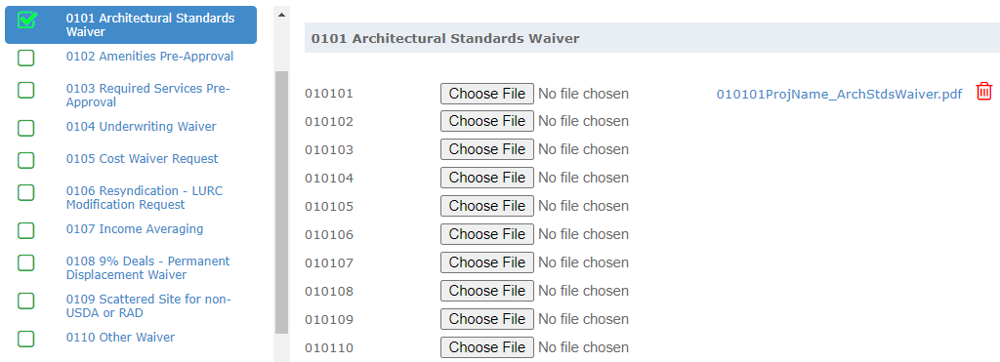 0101 Architectural Standards
Waiver
0102 Amenities Pre-Approval
0103 Required Services Pre-
Approval
0104 Underwriting Waiver
0105 Cost Waiver Request
0106 Resyndication - LURC
Modification Request
0107 Income Averaging
0108 9% Deals - Permanent
Displacement Waiver
0109 Scattered Site for non-
USDA or RAD
0110 Other Waiver
0101 Architectural Standards Waiver
010101 Choose File No file chosen 010101ProjName_ArchStdsWaiver.pdf
010102 Choose File No file chosen
010103 Choose File No file chosen
010104 Choose File No file chosen
010105 Choose File No file chosen
010106 Choose File No file chosen
010107 Choose File No file chosen
010108 Choose File No file chosen
010109 Choose File No file chosen
010110 Choose File No file chosen